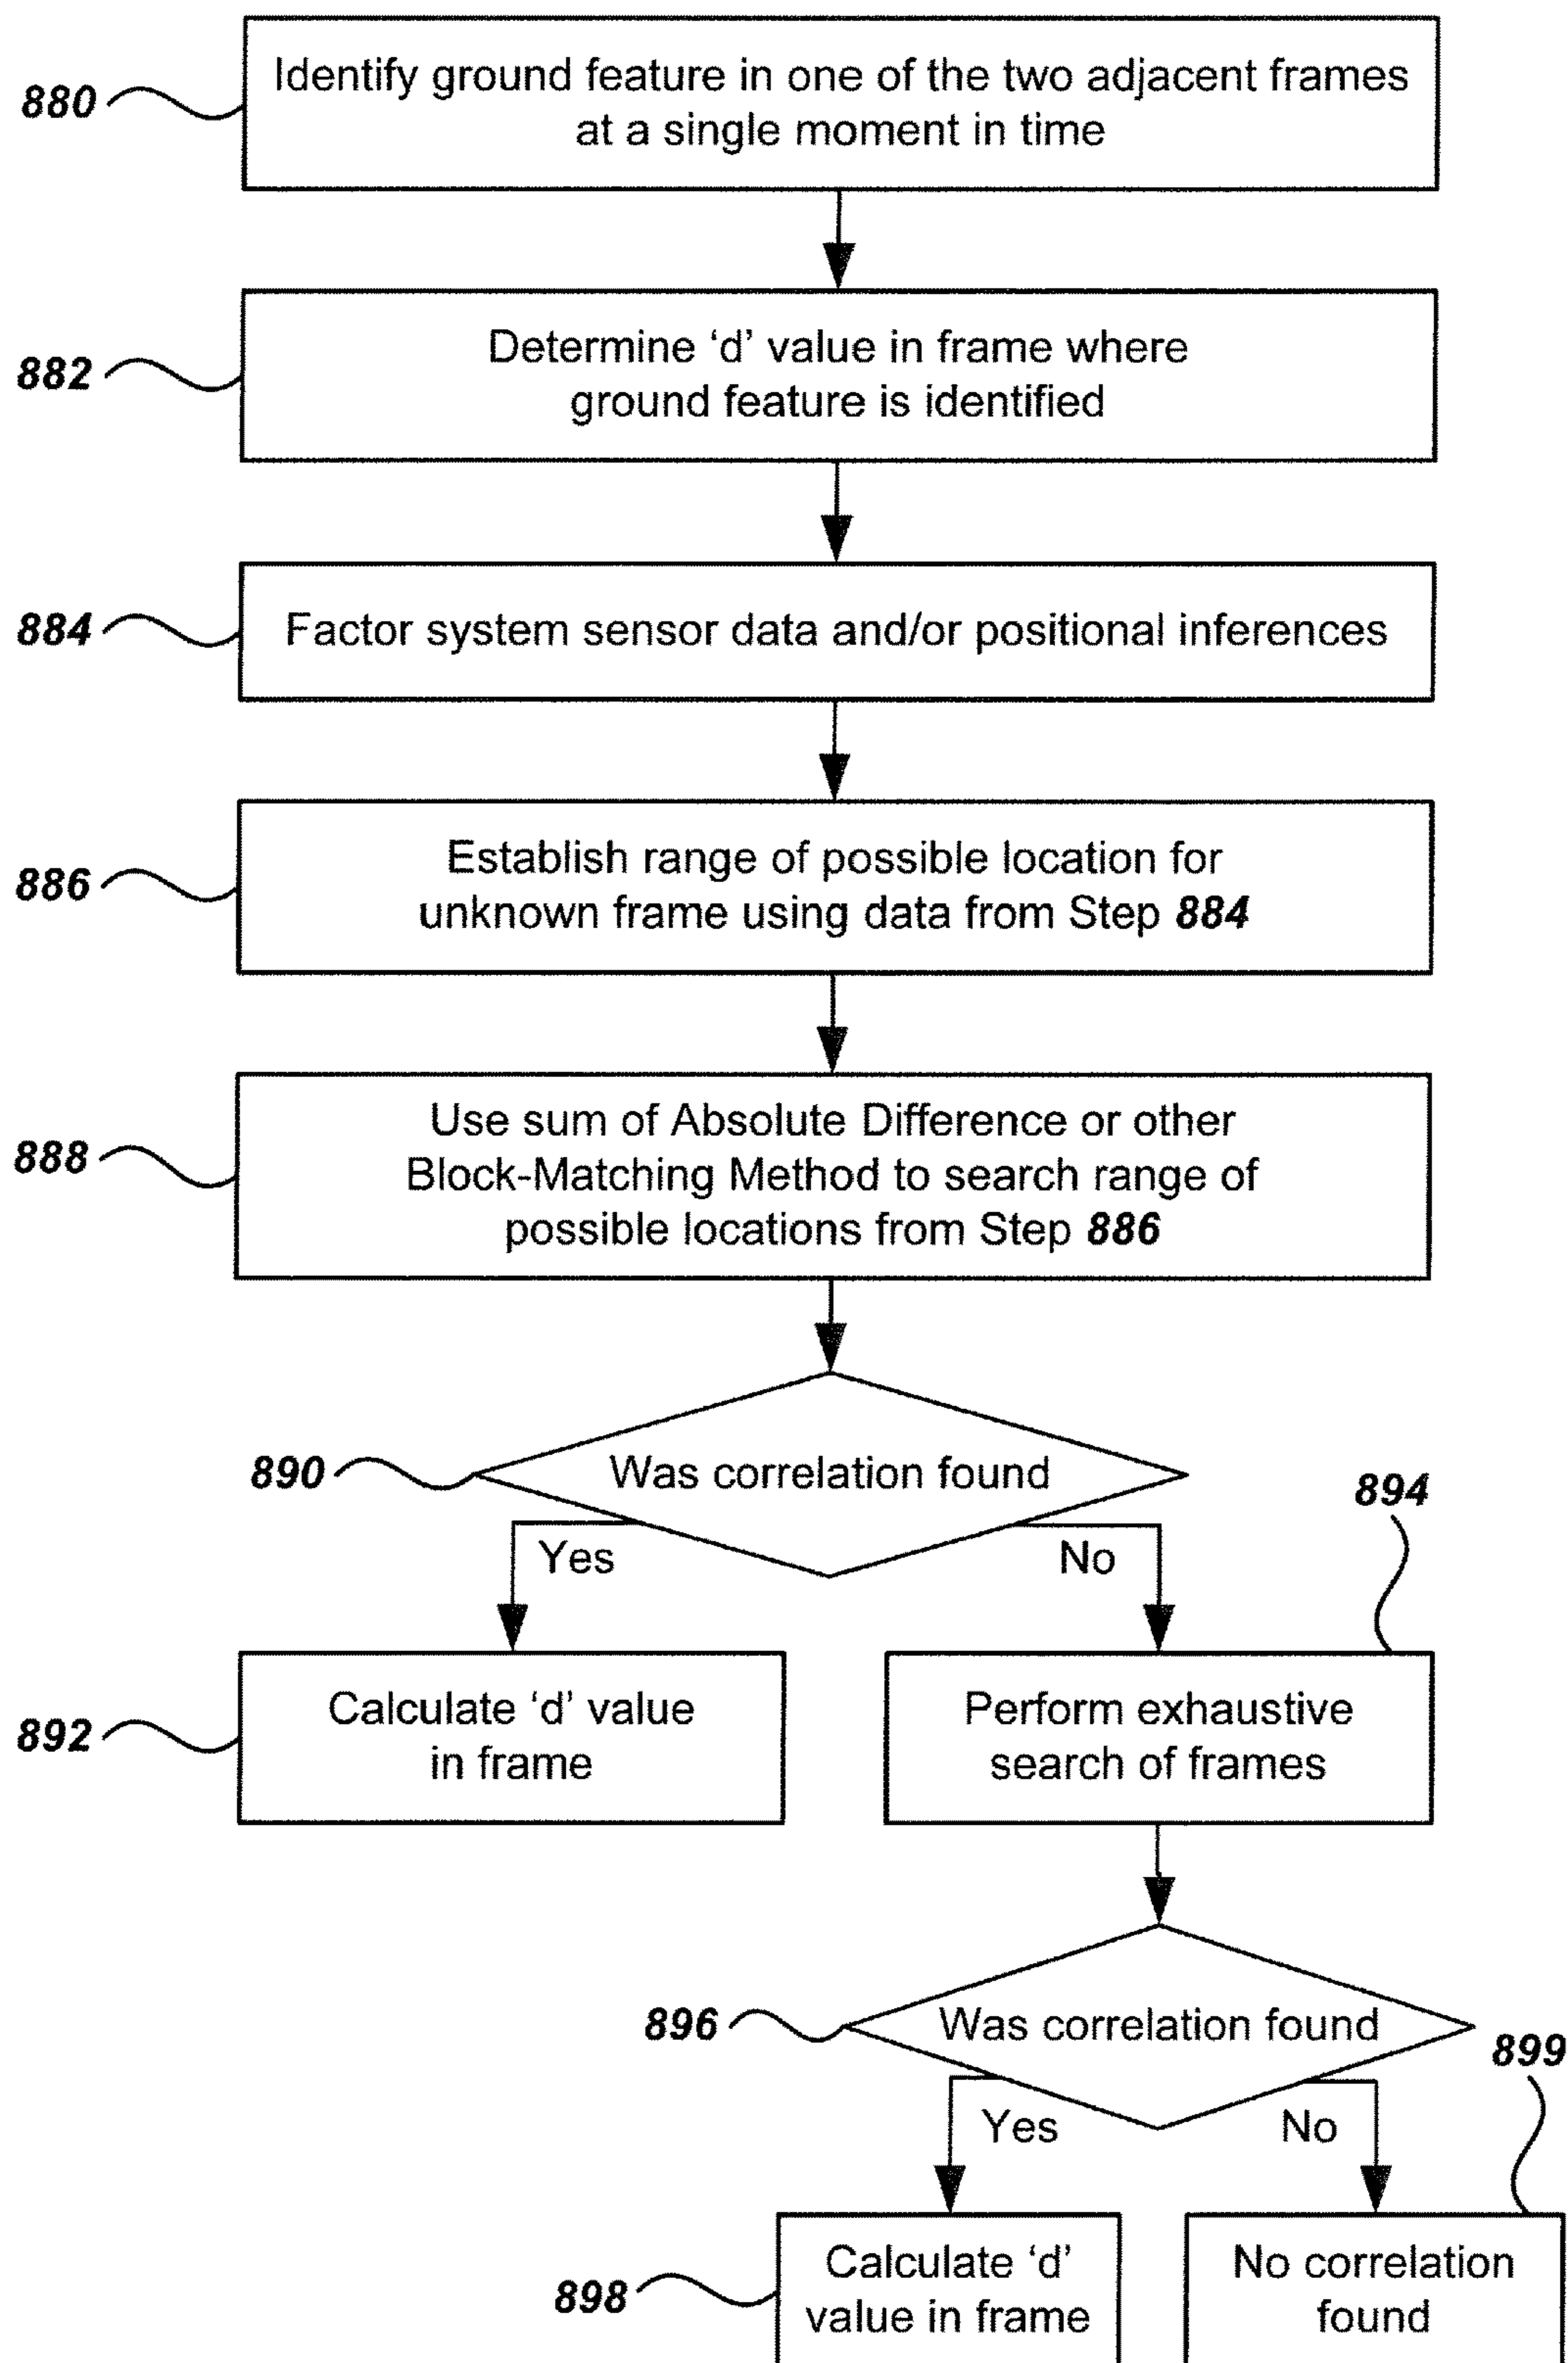 880
Identify ground feature in one of the two adjacent frames
at a single moment in time
882
Determine ‘d’ value in frame where
ground feature is identified
884
Factor system sensor data and/or positional inferences
886
Establish range of possible location for
unknown frame using data from Step 884
888
Use sum of Absolute Difference or other
Block-Matching Method to search range of
possible locations from Step 886
890
Was correlation found
894
Yes
No
892
Calculate ‘d’ value
in frame
Perform exhaustive
search of frames
896
Was correlation found
899
Yes
No
898
Calculate ‘d’
value in frame
No correlation
found